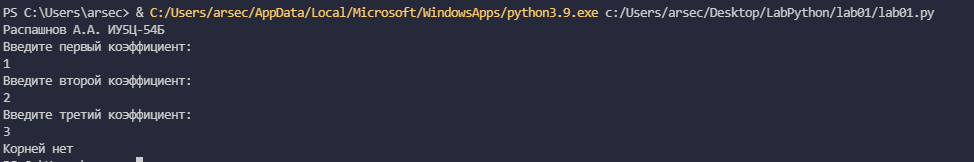 PS C:\Users\arsec> & C:/Users/arsec/AppData/Local/Microsoft/WindowsApps/python3.9.exe c:/Users/arsec/Desktop/LabPython/lab01/lab01.py
Распашнов А.А. ИУ5Ц-54Б
Введите первый коэффициент:
1
Введите второй коэффициент:
2
Введите третий коэффициент:
3
Корней нет